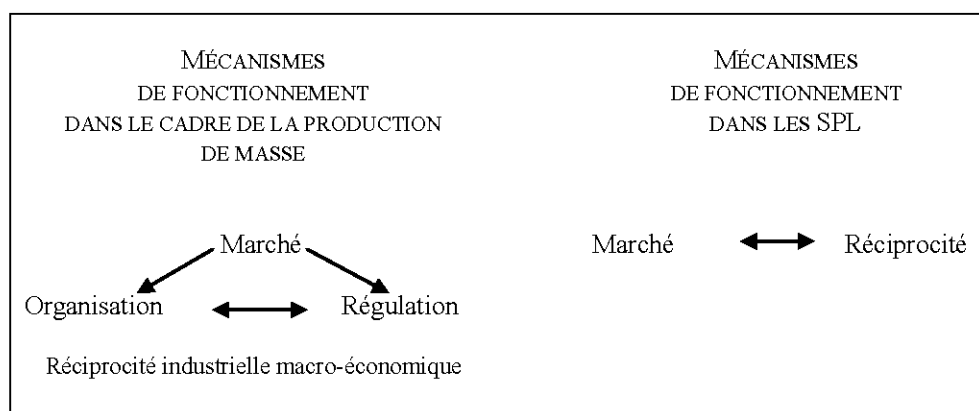 MÉCANISMES
DE FONCTIONNEMENT
DANS LE CADRE DE LA PRODUCTION
DE MASSE
Marché
Organisation Régulation
Réciprocité industrielle macro-économique
MÉCANISMES
DE FONCTIONNEMENT
DANS LES SPL
Marché Réciprocité